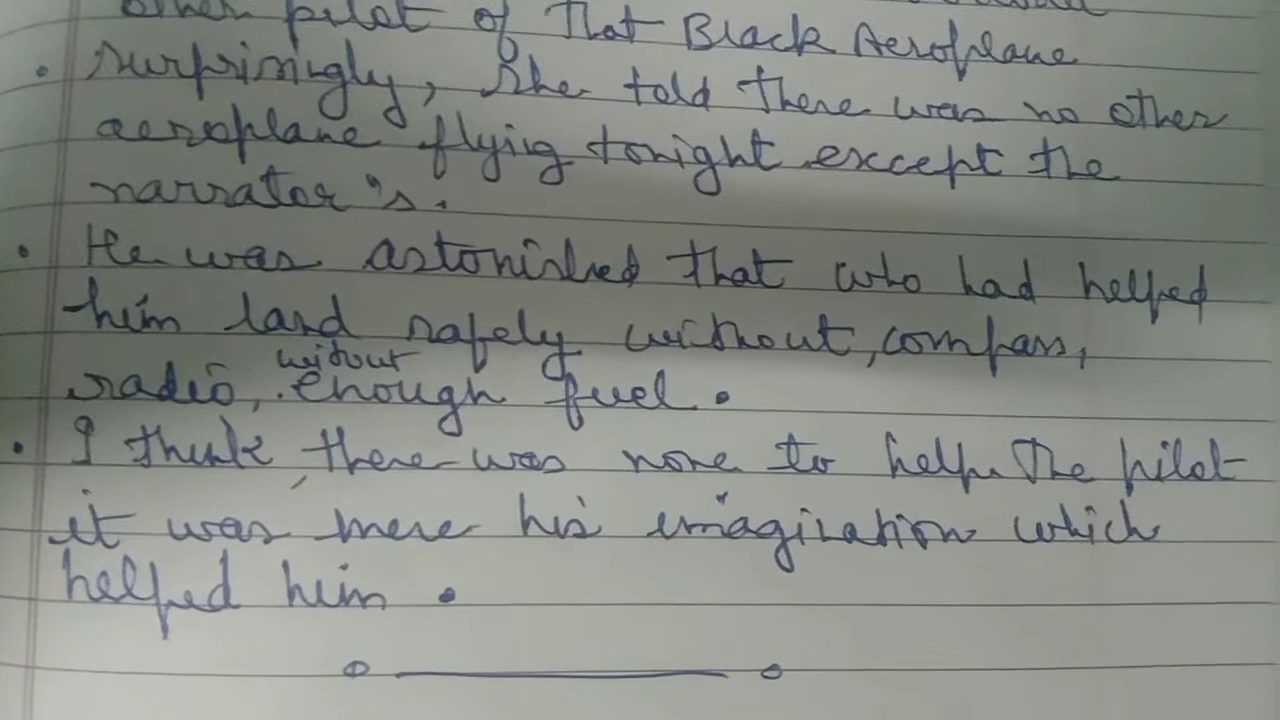 other pilot of that Black Aeroplane
• Surprisingly, She told there was no other
aeroplane flying tonight except the
narrator's.
• He was astonished that who had helped
him land safely without, compass,
radio, without enough fuel.
• I think, there was none to help the pilot
it was mere his imagination which
helped him.